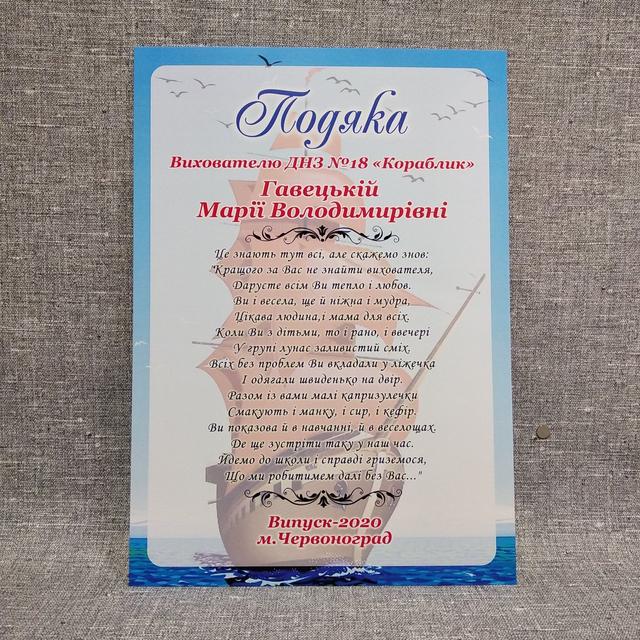 Подяка
Вихователю ДНЗ №18 «Кораблик»
Гавецькій
Марії Володимирівні
Це знають тут всі, але скажемо знов:
"Кращого за Вас не знайти вихователя,
Даруєте всім Ви тепло і любов.
Ви і весела, ще й ніжна і мудра,
Цікава людина,і мама для всіх.
Коли Ви з дітьми, то і рано, і ввечері
У групі лунає заливистий сміх.
Всіх без проблем Ви вкладали у ліжечка
І одягали швиденько на двір.
Разом із вами малі капризулечки
Смакують і манку, і сир, і кефір.
Ви показова й в навчанні, й в веселощах.
Де ще зустріти таку у наш час.
Йдемо до школи і справді гриземося,
Що ми робитимем далі без Вас..."
Випуск-2020
м.Червоноград